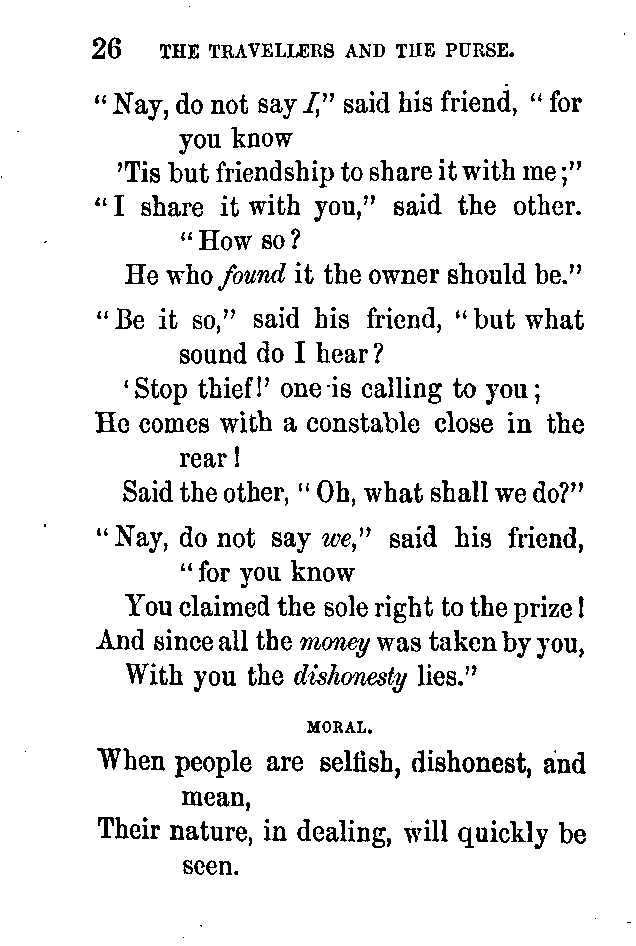 26 THE TRAVELLERS AND THE PURSE.
“Nay, do not say I,” said his friend, “for
you know
’Tis but friendship to share it with me;”
“I share it with you,” said the other.
“How so?
He who found it the owner should be.”
“Be it so,” said his friend, “but what
sound do I hear?
‘Stop thief!’ one is calling to you;
He comes with a constable close in the
rear!
Said the other, “Oh, what shall we do?”
“Nay, do not say we,” said his friend,
“for you know
You claimed the sole right to the prize!
And since all the money was taken by you,
With you the dishonesty lies.”
MORAL.
When people are selfish, dishonest, and
mean,
Their nature, in dealing, will quickly be
seen.